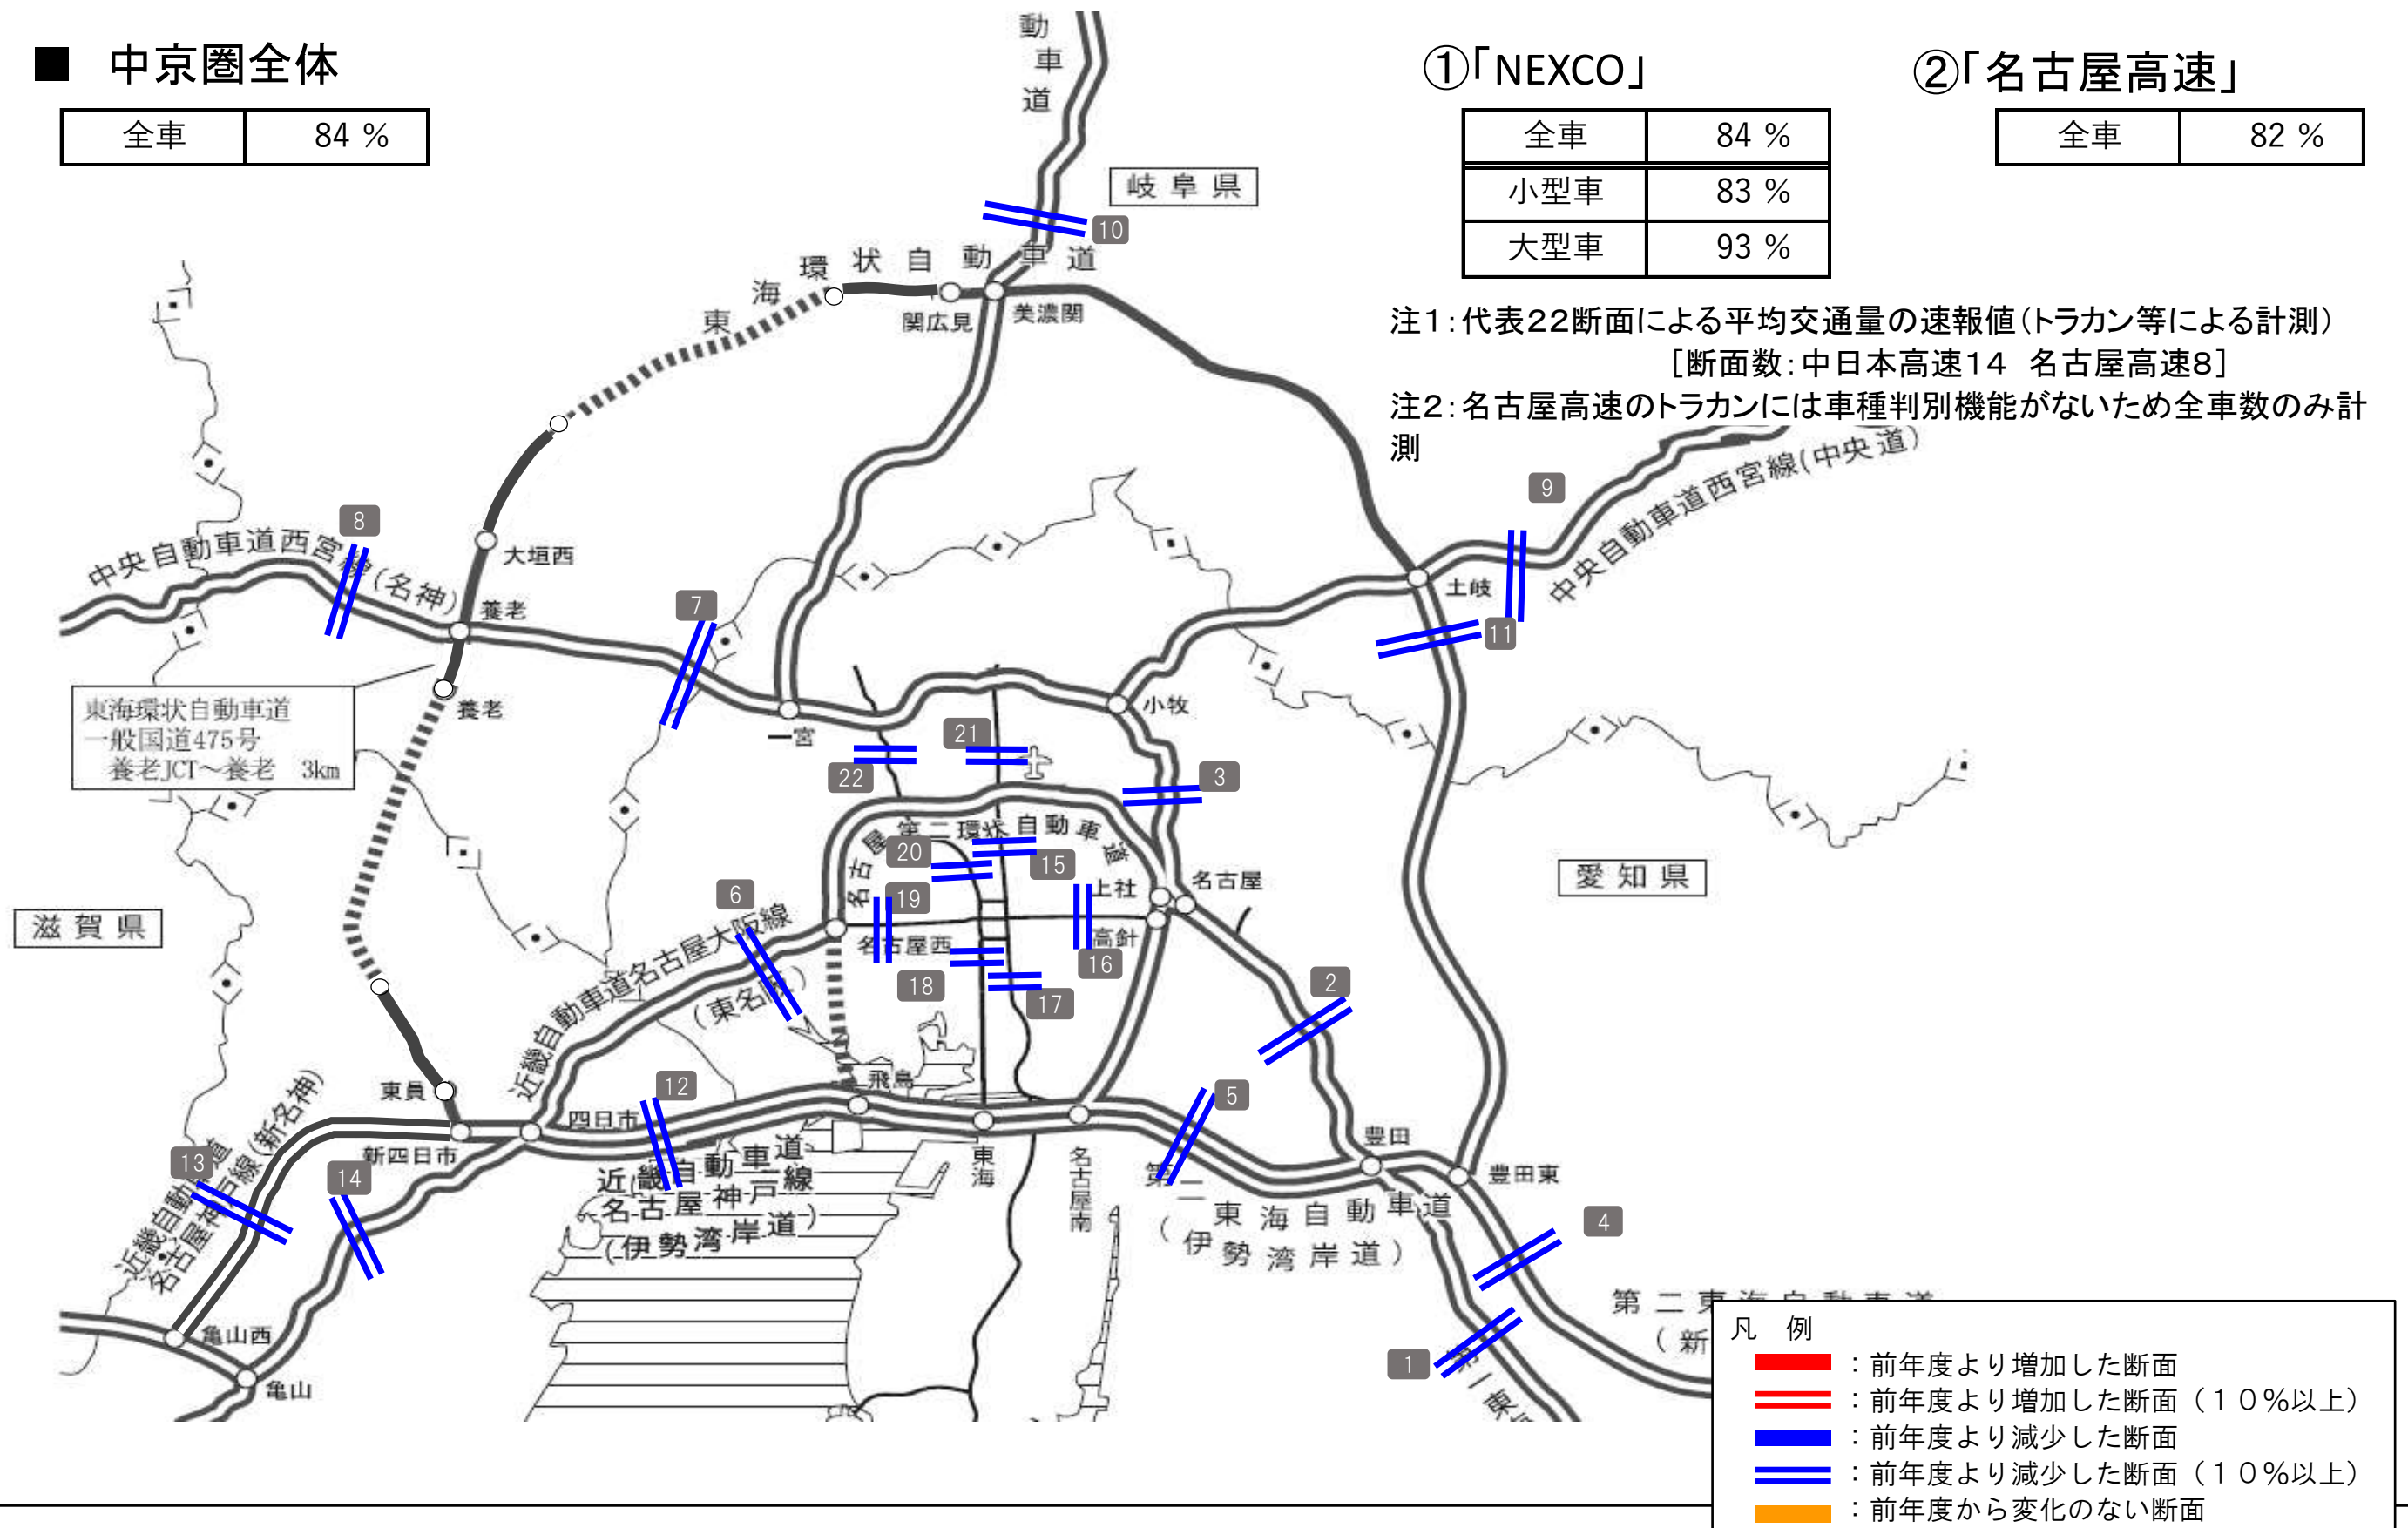 ■ 中京圏全体
全車 84 %
①「NEXCO」
全車 84 %
小型車 83 %
大型車 93 %
②「名古屋高速」
全車 82 %
注1：代表22断面による平均交通量の速報値（トラカン等による計測）
［断面数：中日本高速14 名古屋高速8］
注2：名古屋高速のトラカンには車種判別機能がないため全車数のみ計
測
動車道
岐阜県
10
東海環状自動車道
関広見
美濃関
9
中央自動車道西宮線(中央道)
8
中央自動車道西宮線(名神)
大垣西
養老
7
土岐
11
東海環状自動車道
一般国道475号
養老JCT～養老 3km
養老
一宮
小牧
21
22
3
名古屋第二環状自動車道
20
15
上社
名古屋
愛知県
19
6
滋賀県
名古屋西
高針
16
18
17
2
近畿自動車道名古屋大阪線
(東名阪)
東員
12
飛島
5
四日市
新四日市
13
14
近畿自動車道
名古屋神戸線(新名神)
近畿自動車道
名古屋神戸線
(伊勢湾岸道)
東海
名古屋南
豊田
豊田東
第二東海自動車道
(伊勢湾岸道)
4
亀山西
亀山
1
第一東
第二東海自動車道
(新
凡 例
：前年度より増加した断面
：前年度より増加した断面（１０％以上）
：前年度より減少した断面
：前年度より減少した断面（１０％以上）
：前年度から変化のない断面